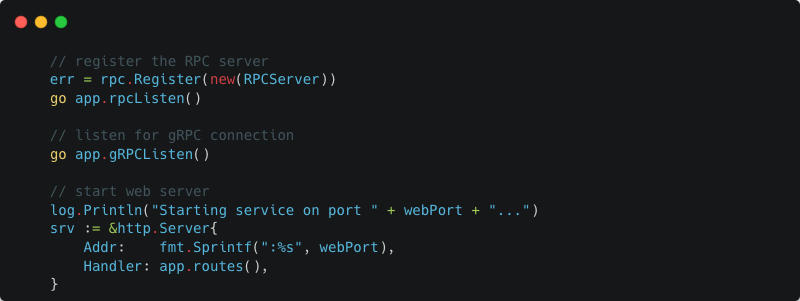 // register the RPC server
err = rpc.Register(new(RPCServer))
go app.rpcListen()
// listen for gRPC connection
go app.gRPCListen()
// start web server
log.Println("Starting service on port " + webPort + "...")
srv := &http.Server{
    Addr:    fmt.Sprintf(":%s", webPort),
    Handler: app.routes(),
}